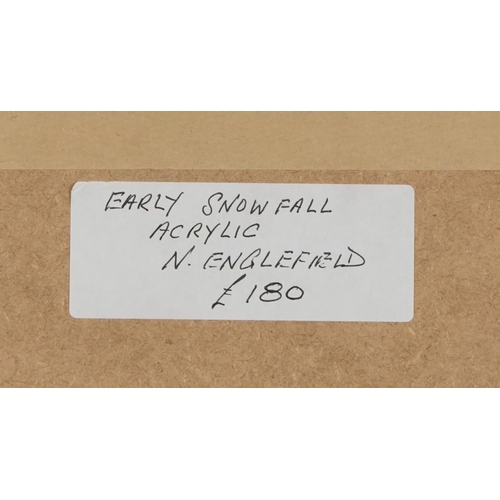 EARLY SNOWFALL
ACRYLIC
N. ENGLEFIELD
£180